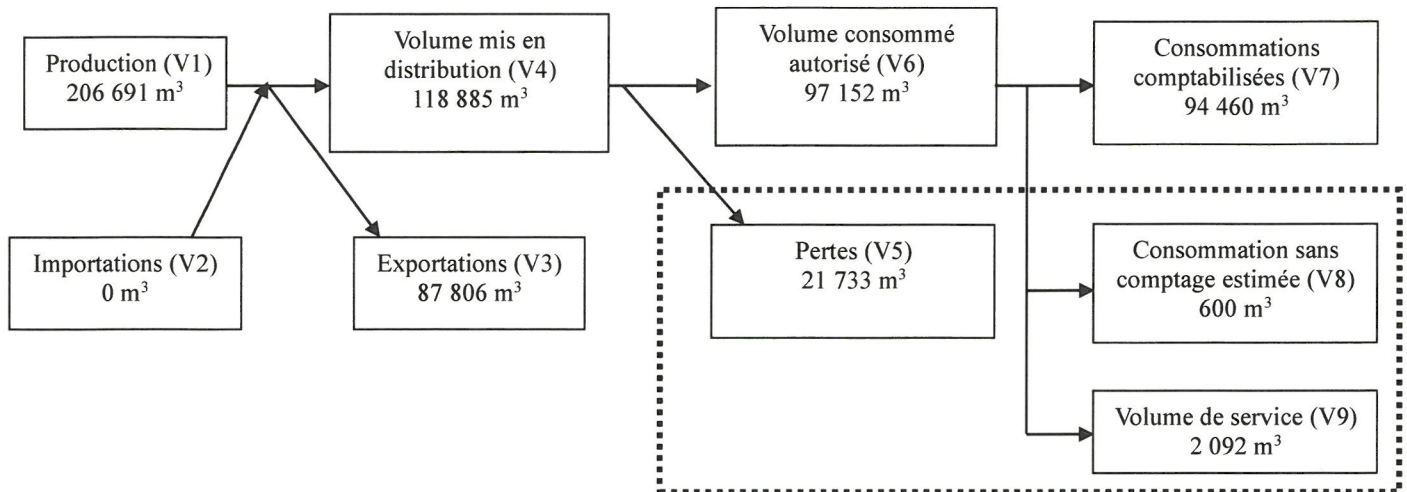 Production (V1)
206 691 m³
Volume mis en
distribution (V4)
118 885 m³
Volume consommé
autorisé (V6)
97 152 m³
Consommations
comptabilisées (V7)
94 460 m³
Importations (V2)
0 m³
Exportations (V3)
87 806 m³
Pertes (V5)
21 733 m³
Consommation sans
comptage estimée (V8)
600 m³
Volume de service (V9)
2 092 m³